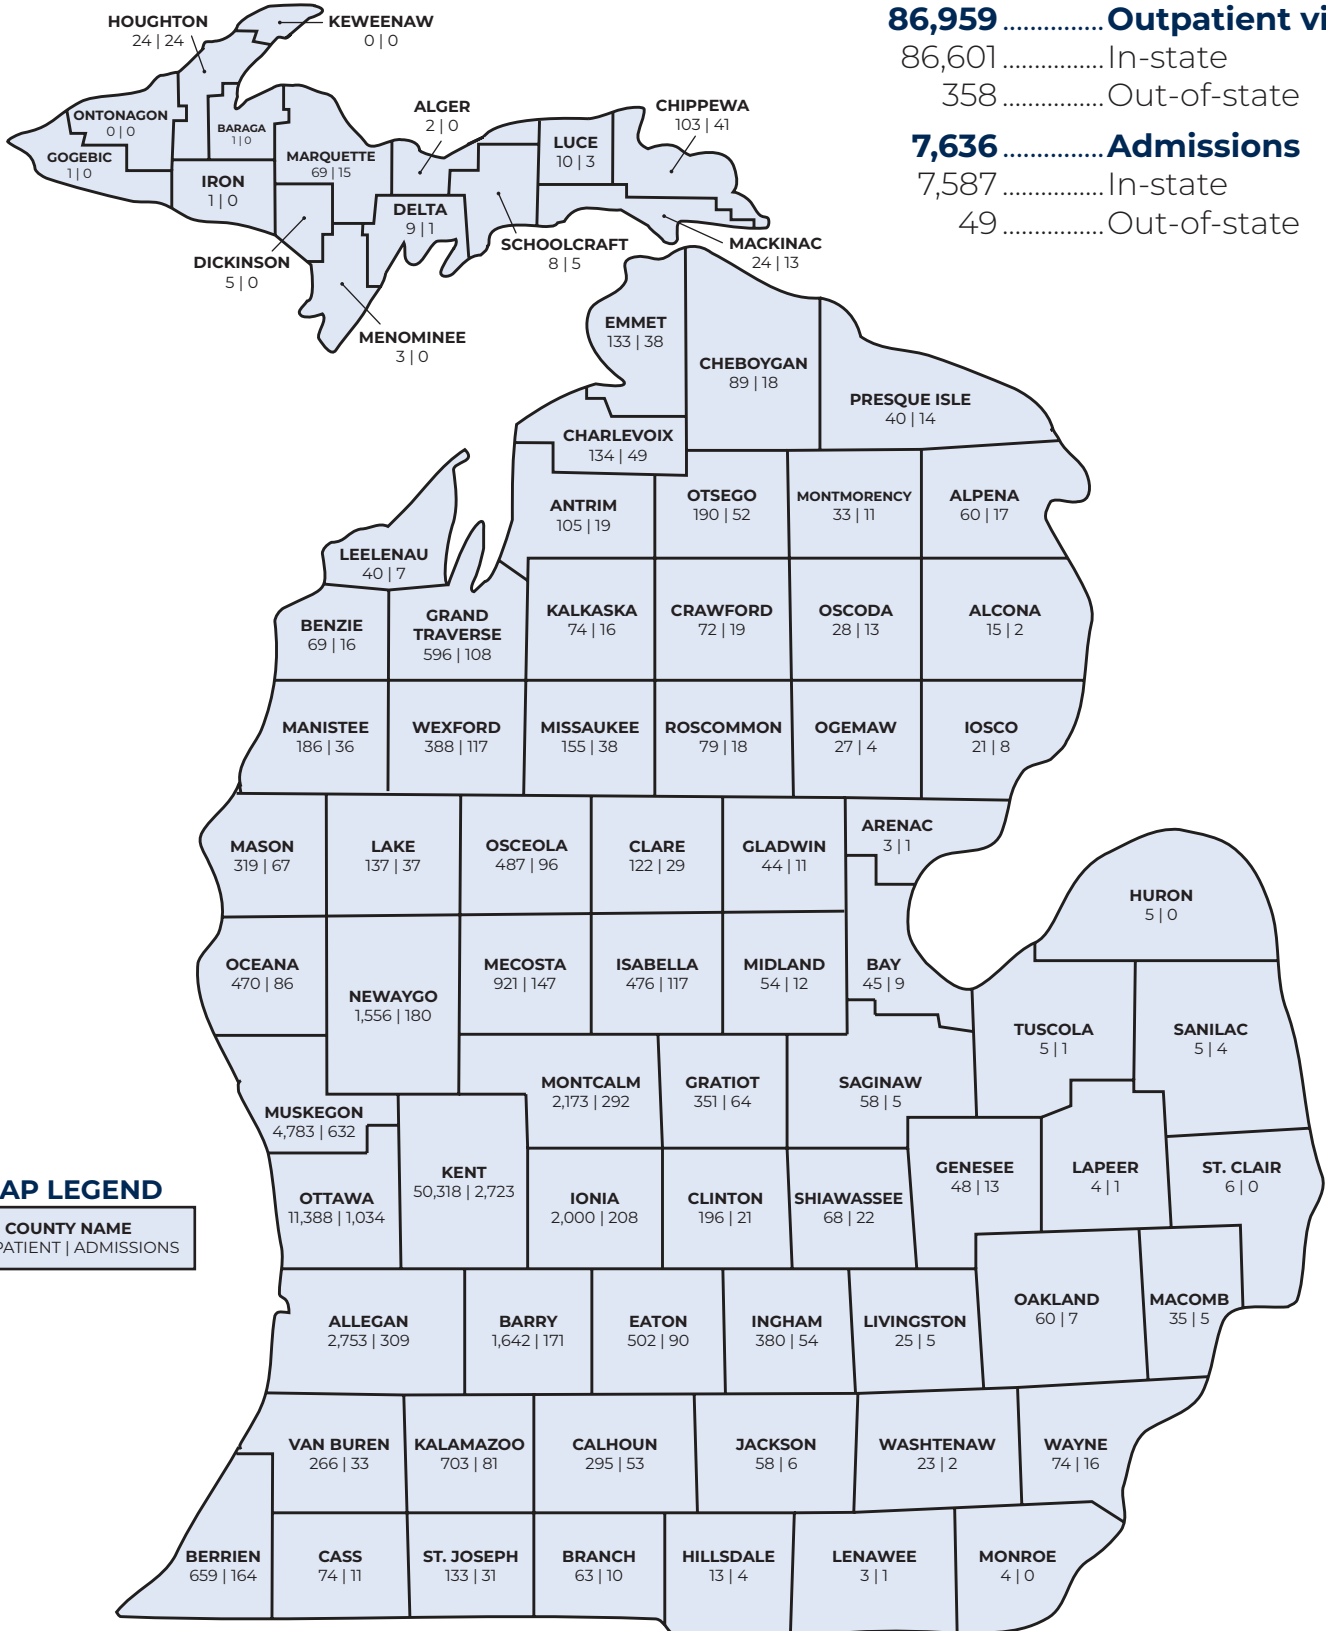 86,959 .............. Outpatient
86,601 .............. In-state
358 .............. Out-of-state
7,636 .............. Admissions
7,587 .............. In-state
49 .............. Out-of-state
HOUGHTON
24 | 24
KEWEENAW
0 | 0
ONTONAGON
0 | 0
GOGEBIC
1 | 0
BARAGA
1 | 0
IRON
1 | 0
MARQUETTE
69 | 15
ALGER
2 | 0
LUCE
10 | 3
CHIPPEWA
103 | 41
DELTA
9 | 1
DICKINSON
5 | 0
SCHOOLCRAFT
8 | 5
MACKINAC
24 | 13
MENOMINEE
3 | 0
EMMET
133 | 38
CHEBOYGAN
89 | 18
PRESQUE ISLE
40 | 14
CHARLEVOIX
134 | 49
ANTRIM
105 | 19
OTSEGO
190 | 52
MONTMORENCY
33 | 11
ALPENA
60 | 17
LEELENAU
40 | 7
BENZIE
69 | 16
GRAND
TRAVERSE
596 | 108
KALKASKA
74 | 16
CRAWFORD
72 | 19
OSCODA
28 | 13
ALCONA
15 | 2
MANISTEE
186 | 36
WEXFORD
388 | 117
MISSAUKEE
155 | 38
ROSCOMMON
79 | 18
OGEMAW
27 | 4
IOSCO
21 | 8
MASON
319 | 67
LAKE
137 | 37
OSCEOLA
487 | 96
CLARE
122 | 29
GLADWIN
44 | 11
ARENAC
3 | 1
HURON
5 | 0
OCEANA
470 | 86
NEWAYGO
1,556 | 180
MECOSTA
921 | 147
ISABELLA
476 | 117
MIDLAND
54 | 12
BAY
45 | 9
TUSCOLA
5 | 1
SANILAC
5 | 4
MUSKEGON
4,783 | 632
MONTCALM
2,173 | 292
GRATIOT
351 | 64
SAGINAW
58 | 5
OTTAWA
11,388 | 1,034
KENT
50,318 | 2,723
IONIA
2,000 | 208
CLINTON
196 | 21
SHIAWASSEE
68 | 22
GENESEE
48 | 13
LAPEER
4 | 1
ST. CLAIR
6 | 0
AP LEGEND
COUNTY NAME
PATIENT | ADMISSIONS
ALLEGAN
2,753 | 309
BARRY
1,642 | 171
EATON
502 | 90
INGHAM
380 | 54
LIVINGSTON
25 | 5
OAKLAND
60 | 7
MACOMB
35 | 5
VAN BUREN
266 | 33
KALAMAZOO
703 | 81
CALHOUN
295 | 53
JACKSON
58 | 6
WASHTENAW
23 | 2
WAYNE
74 | 16
BERRIEN
659 | 164
CASS
74 | 11
ST. JOSEPH
133 | 31
BRANCH
63 | 10
HILLSDALE
13 | 4
LENAWEE
3 | 1
MONROE
4 | 0